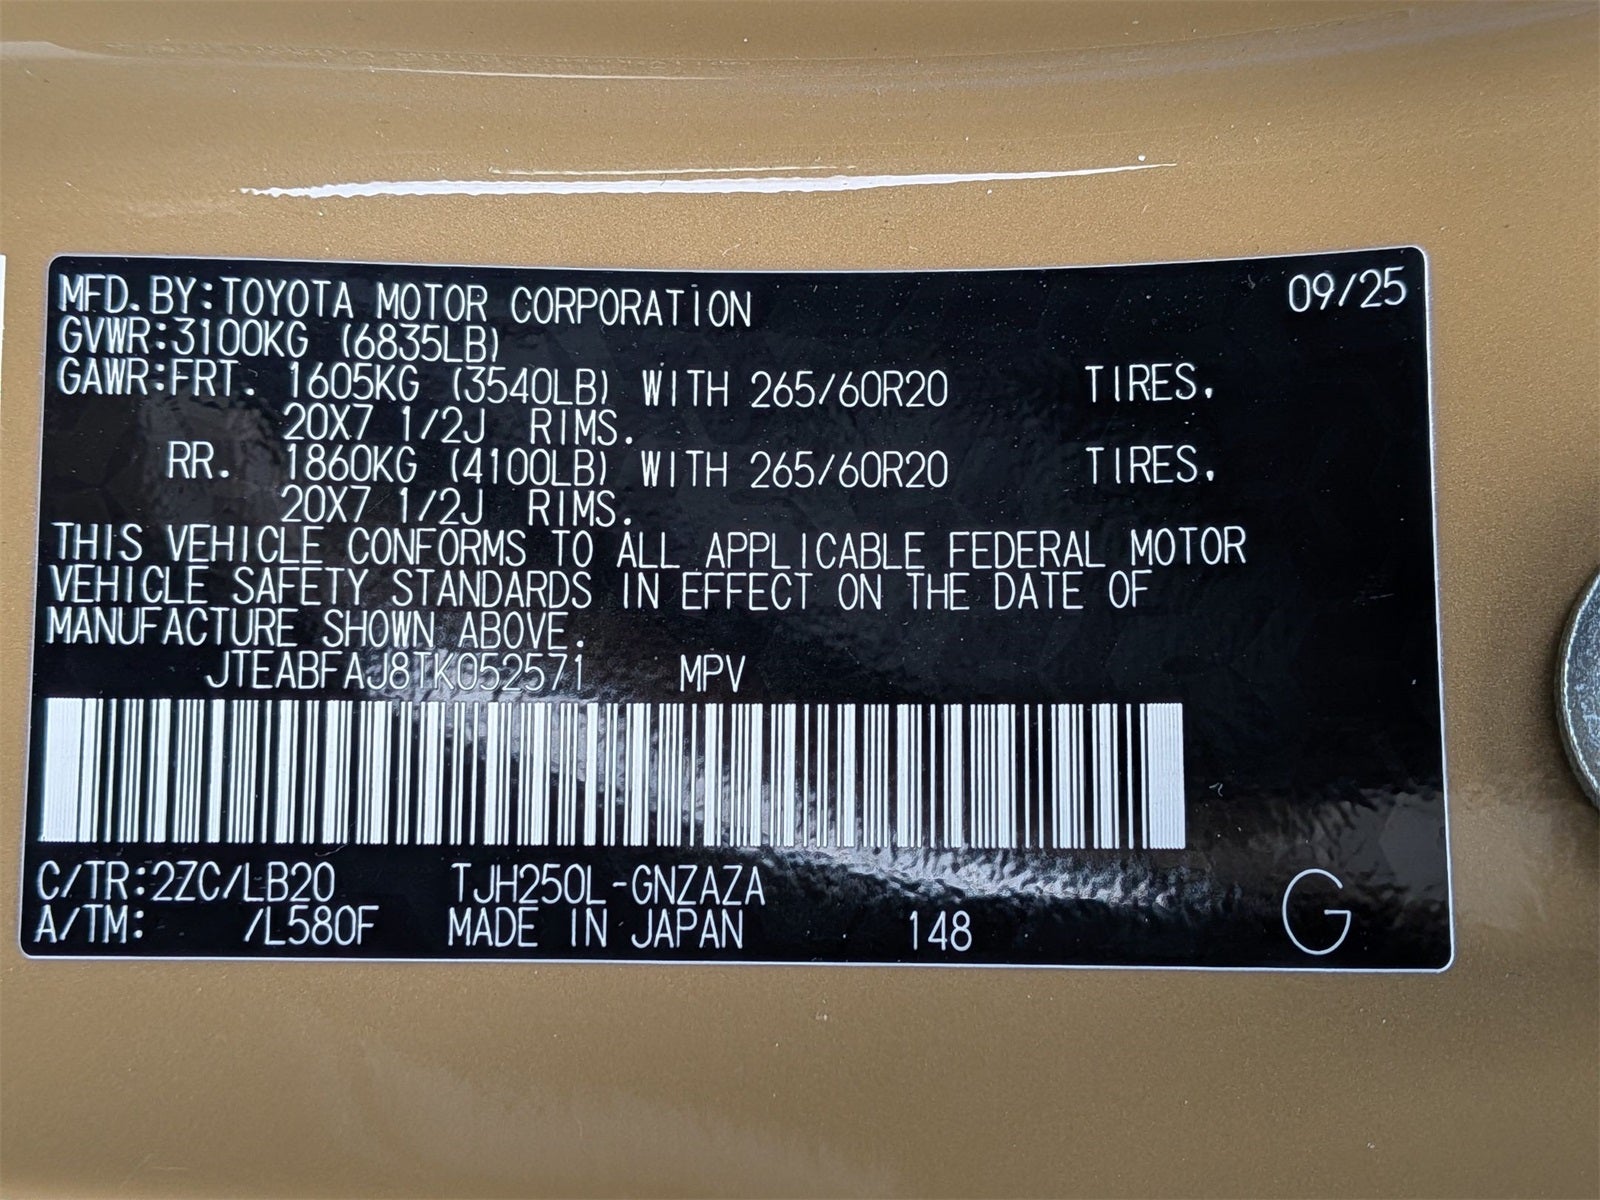 MFD. BY: TOYOTA MOTOR CORPORATION 09/25
GVWR: 3100KG (6835LB)
GAWR: FRT. 1605KG (3540LB) WITH 265/60R20 TIRES.
20X7 1/2J RIMS.
RR. 1860KG (4100LB) WITH 265/60R20 TIRES.
20X7 1/2J RIMS.
THIS VEHICLE CONFORMS TO ALL APPLICABLE FEDERAL MOTOR
VEHICLE SAFETY STANDARDS IN EFFECT ON THE DATE OF
MANUFACTURE SHOWN ABOVE.
JTEABFAJ8TK052571 MPV
C/TR: 2ZC/LB20 TJH250L-GNZAZA
A/TM: /L580F MADE IN JAPAN 148 G